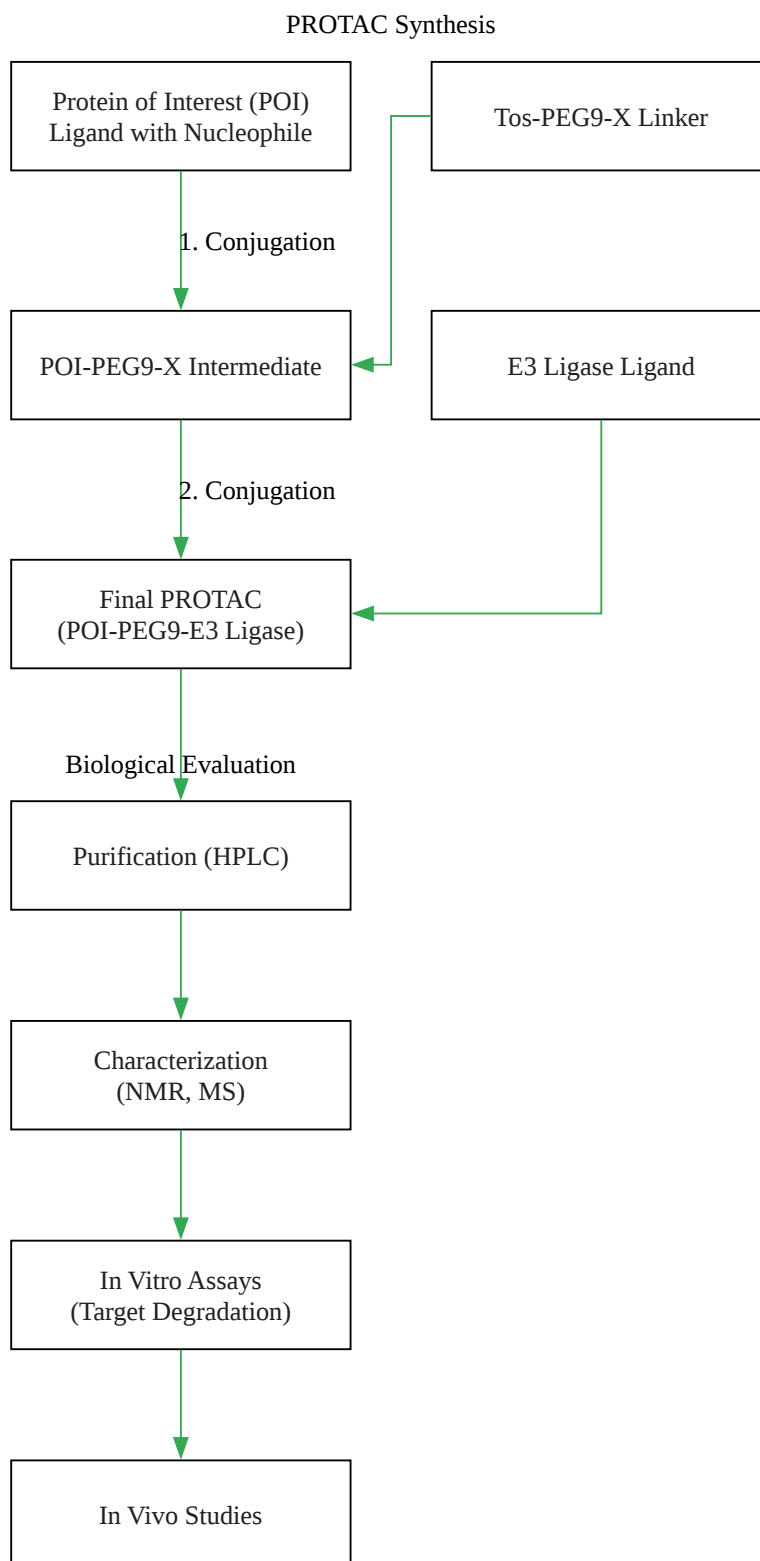 PROTAC Synthesis
Protein of Interest (POI)
Ligand with Nucleophile
Tos-PEG9-X Linker
1. Conjugation
POI-PEG9-X Intermediate
E3 Ligase Ligand
2. Conjugation
Final PROTAC
(POI-PEG9-E3 Ligase)
Biological Evaluation
Purification (HPLC)
Characterization
(NMR, MS)
In Vitro Assays
(Target Degradation)
In Vivo Studies